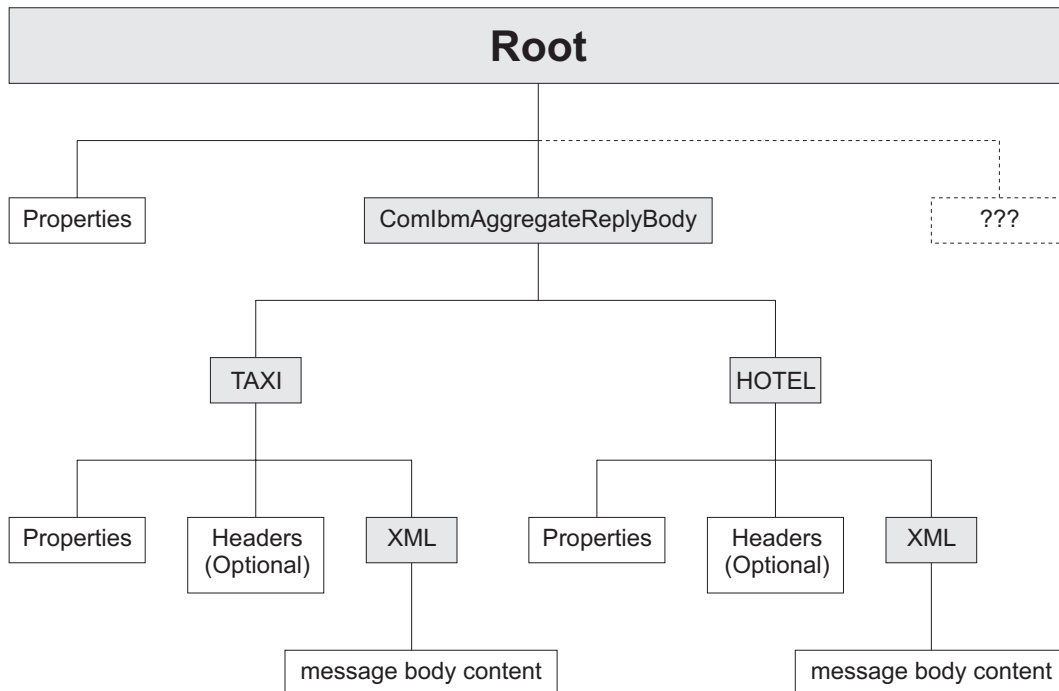 Root
Properties
ComIbmAggregateReplyBody
???
TAXI
HOTEL
Properties
Headers
(Optional)
XML
Properties
Headers
(Optional)
XML
message body content
message body content